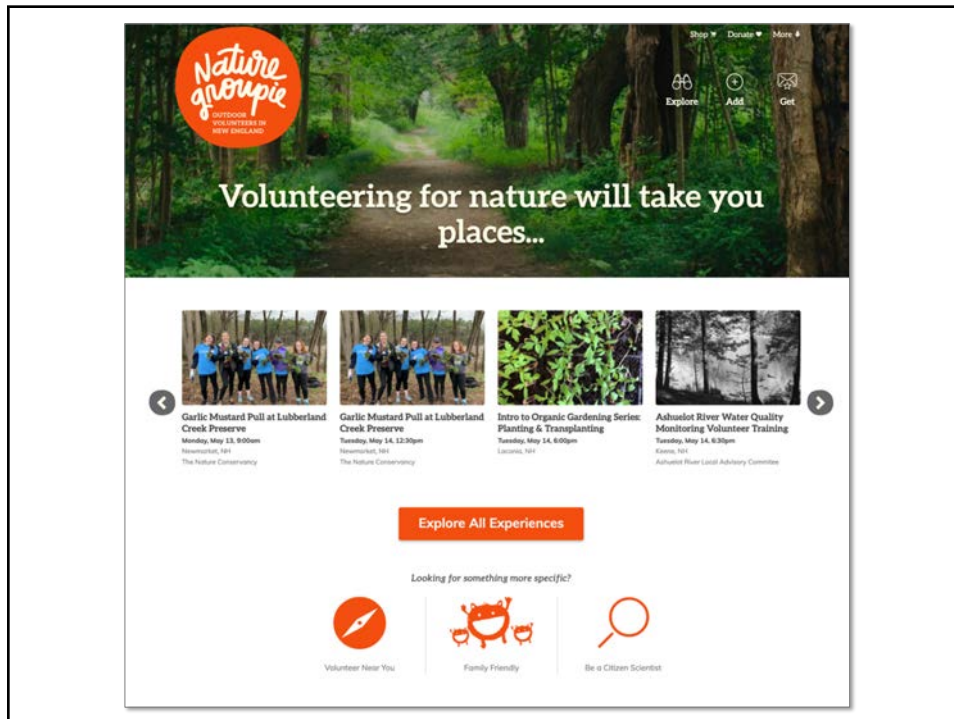 Nature
groupie
OUTDOOR
VOLUNTEERS IN
NEW ENGLAND
Shop Donate More
Explore Add Get
Volunteering for nature will take you
places...
Garlic Mustard Pull at Lubberland
Creek Preserve
Monday, May 13, 9:00am
Newmarket, NH
The Nature Conservancy
Garlic Mustard Pull at Lubberland
Creek Preserve
Tuesday, May 14, 12:30pm
Newmarket, NH
The Nature Conservancy
Intro to Organic Gardening Series:
Planting & Transplanting
Tuesday, May 14, 6:00pm
Laconia, NH
Ashuelot River Water Quality
Monitoring Volunteer Training
Tuesday, May 14, 6:30pm
Keene, NH
Ashuelot River Local Advisory Commitee
Explore All Experiences
Looking for something more specific?
Volunteer Near You
Family Friendly
Be a Citizen Scientist